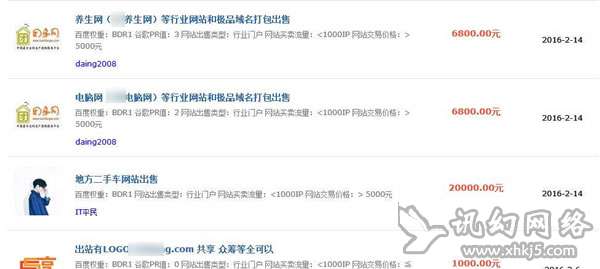 养生网（ 养生网）等行业网站和极品域名打包出售
百度权重：BDR1 谷歌PR值：3 网站出售类型：行业门户 网站买卖流量：<1000IP 网站交易价格：>
5000元
daing2008
6800.00元
2016-2-14
电脑网（ 电脑网）等行业网站和极品域名打包出售
百度权重：BDR1 谷歌PR值：2 网站出售类型：行业门户 网站买卖流量：<1000IP 网站交易价格：>
5000元
daing2008
6800.00元
2016-2-14
地方二手车网站出售
百度权重：BDR1 谷歌PR值：0 网站出售类型：行业门户 网站买卖流量：<1000IP 网站交易价格：> 5000元
IT平民
20000.00元
2016-2-14
出站有LOGO g.com 共享 众筹等全可以
百度权重：BDR1 谷歌PR值：0 网站出售类型：行业门户 网站买卖流量：<1000IP 网站交易价格：≤
1000.00元
讯幻网络
www.xhkj5.com